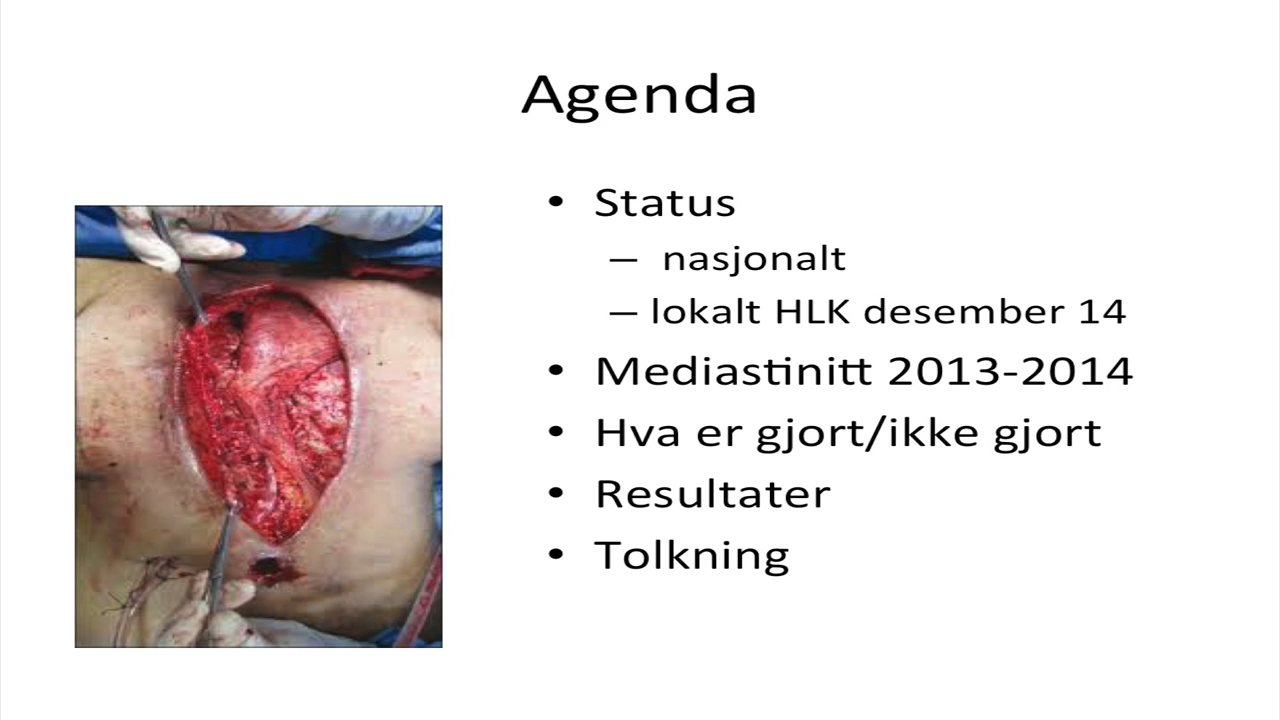 Agenda
• Status
– nasjonalt
– lokalt HLK desember 14
• Mediastinitt 2013-2014
• Hva er gjort/ikke gjort
• Resultater
• Tolkning